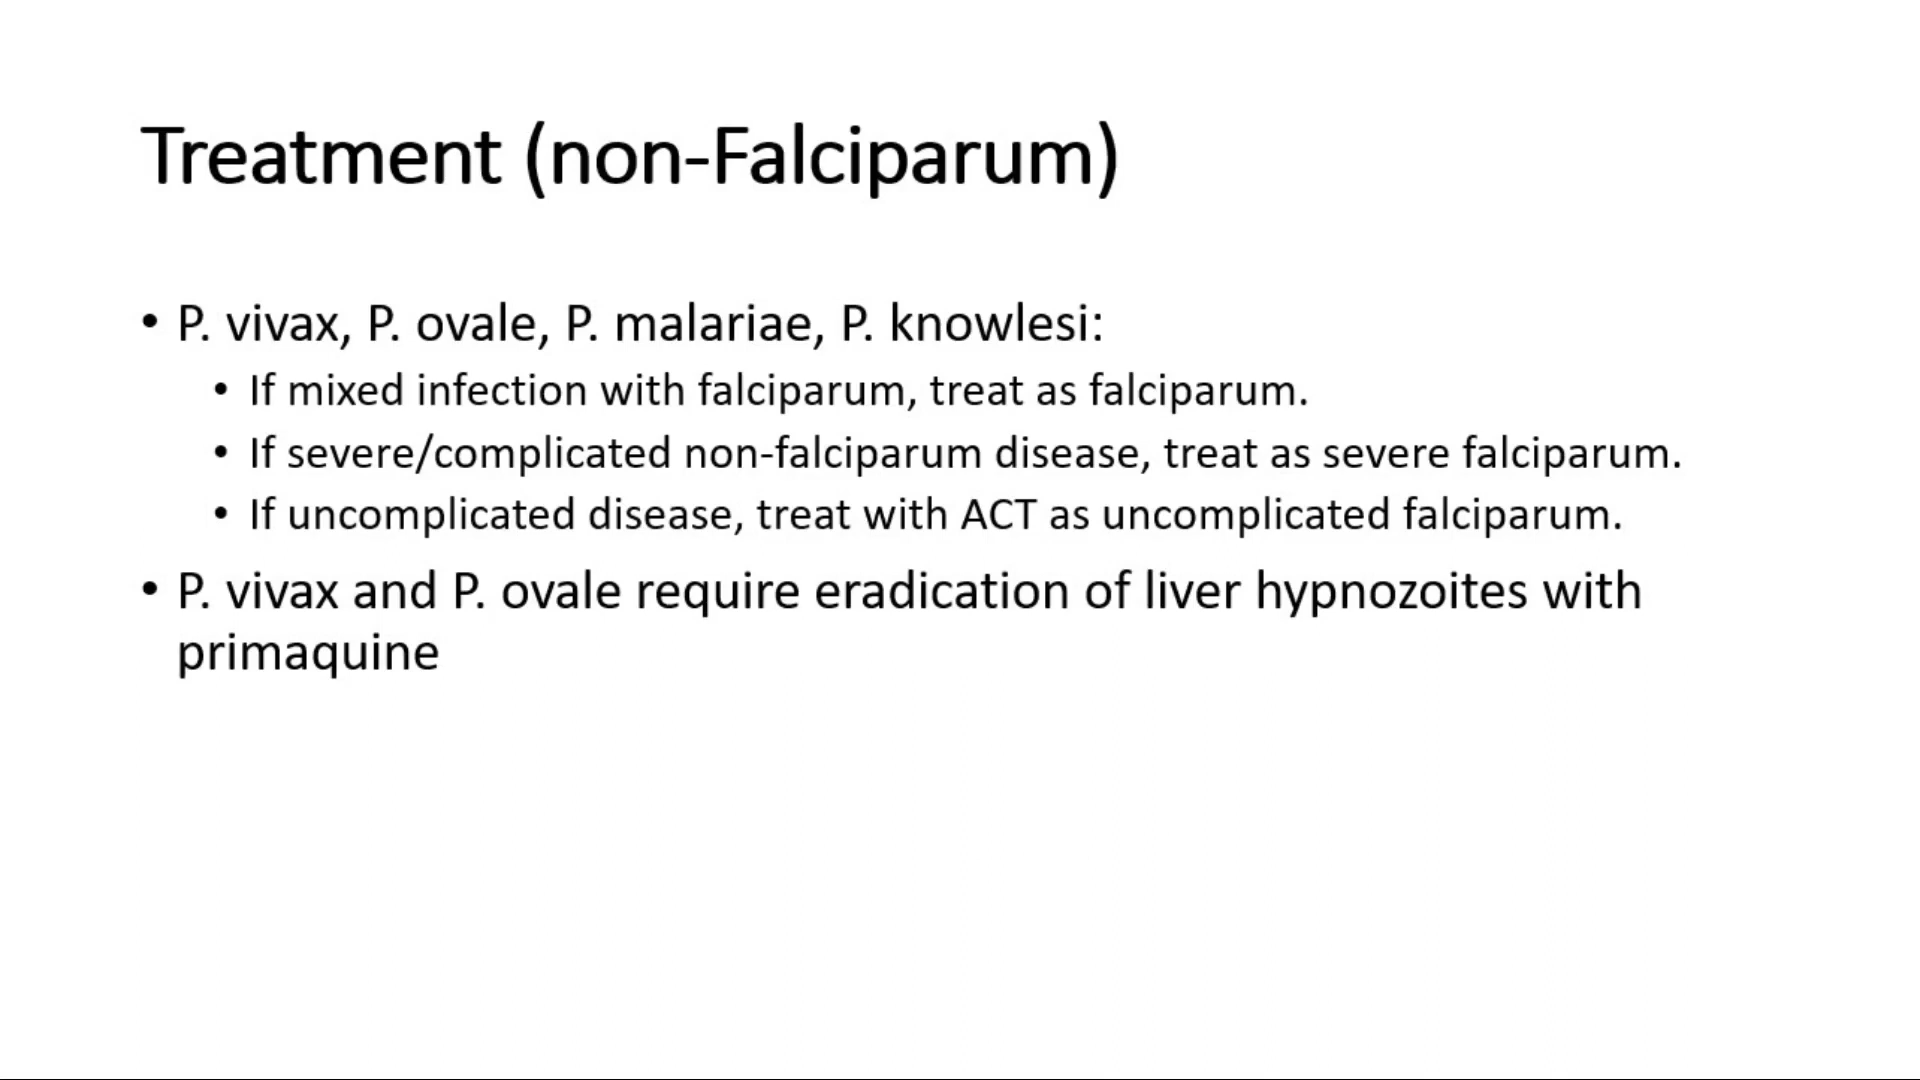 Treatment (non-Falciparum)
• P. vivax, P. ovale, P. malariae, P. knowlesi:
• If mixed infection with falciparum, treat as falciparum.
• If severe/complicated non-falciparum disease, treat as severe falciparum.
• If uncomplicated disease, treat with ACT as uncomplicated falciparum.
• P. vivax and P. ovale require eradication of liver hypnozoites with
primaquine